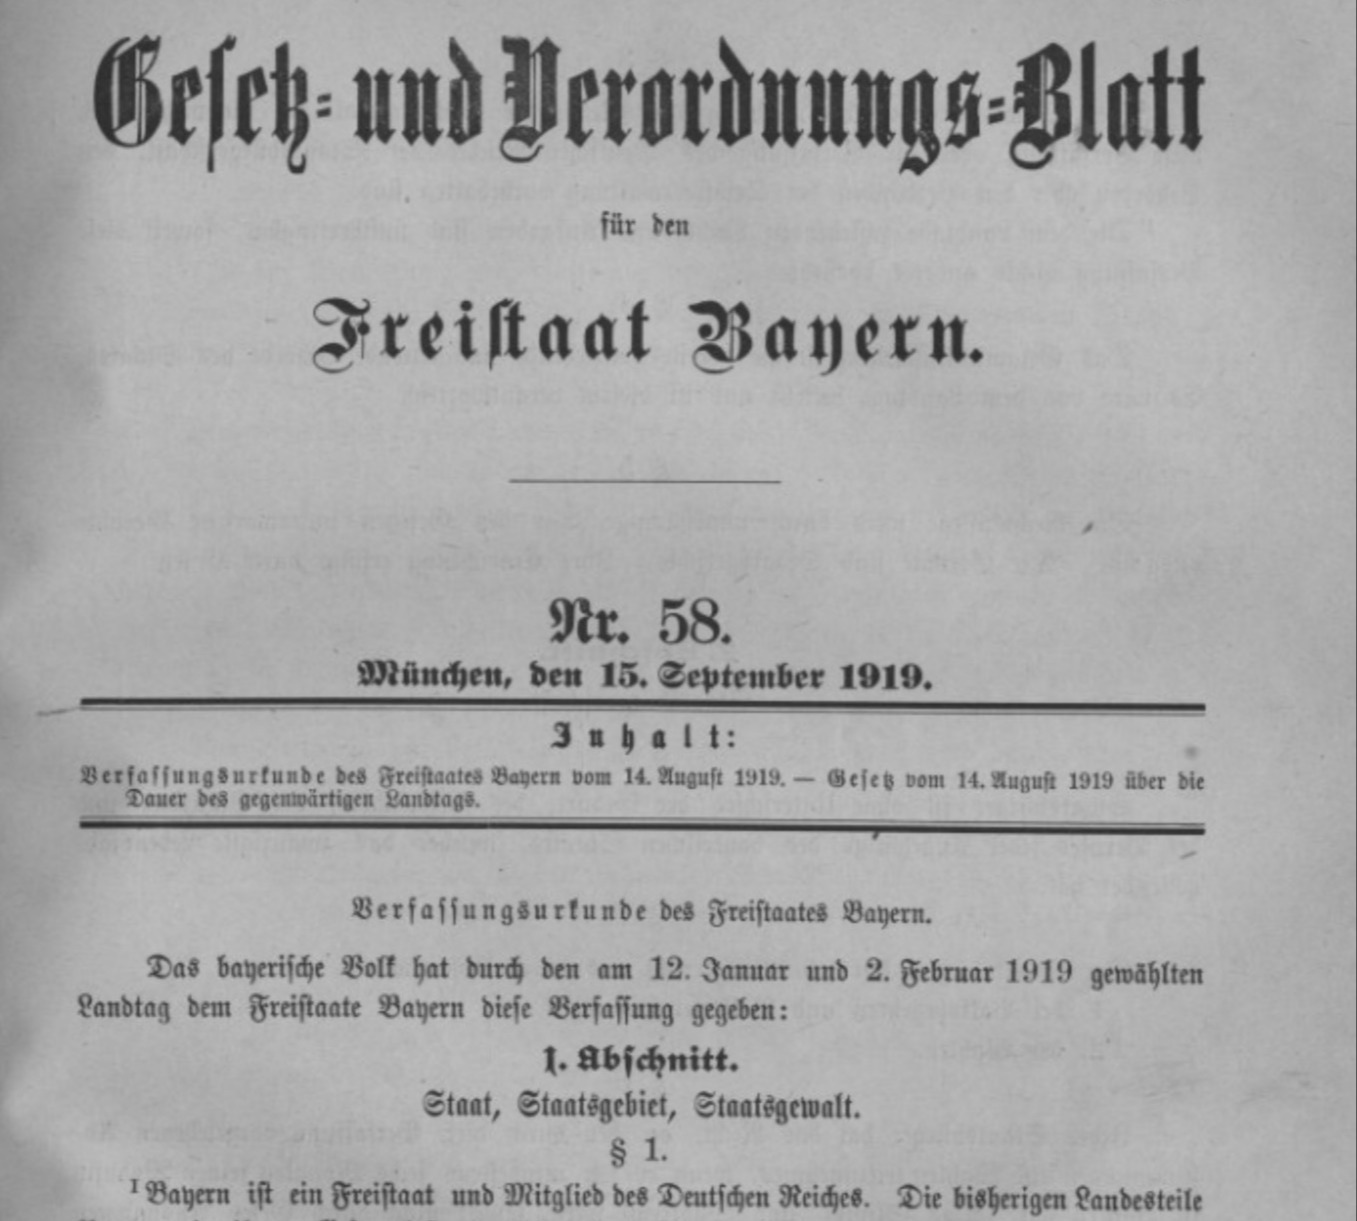 Gesetz- und Verordnungs-Blatt
für den
Freistaat Bayern.
Nr. 58.
München, den 15. September 1919.
Inhalt:
Verfassungsurkunde des Freistaates Bayern vom 14. August 1919. — Gesetz vom 14. August 1919 über die
Dauer des gegenwärtigen Landtags.
Verfassungsurkunde des Freistaates Bayern.
Das bayerische Volk hat durch den am 12. Januar und 2. Februar 1919 gewählten
Landtag dem Freistaate Bayern diese Verfassung gegeben:
1. Abschnitt.
Staat, Staatsgebiet, Staatsgewalt.
§ 1.
I Bayern ist ein Freistaat und Mitglied des Deutschen Reiches. Die bisherigen Landesteile